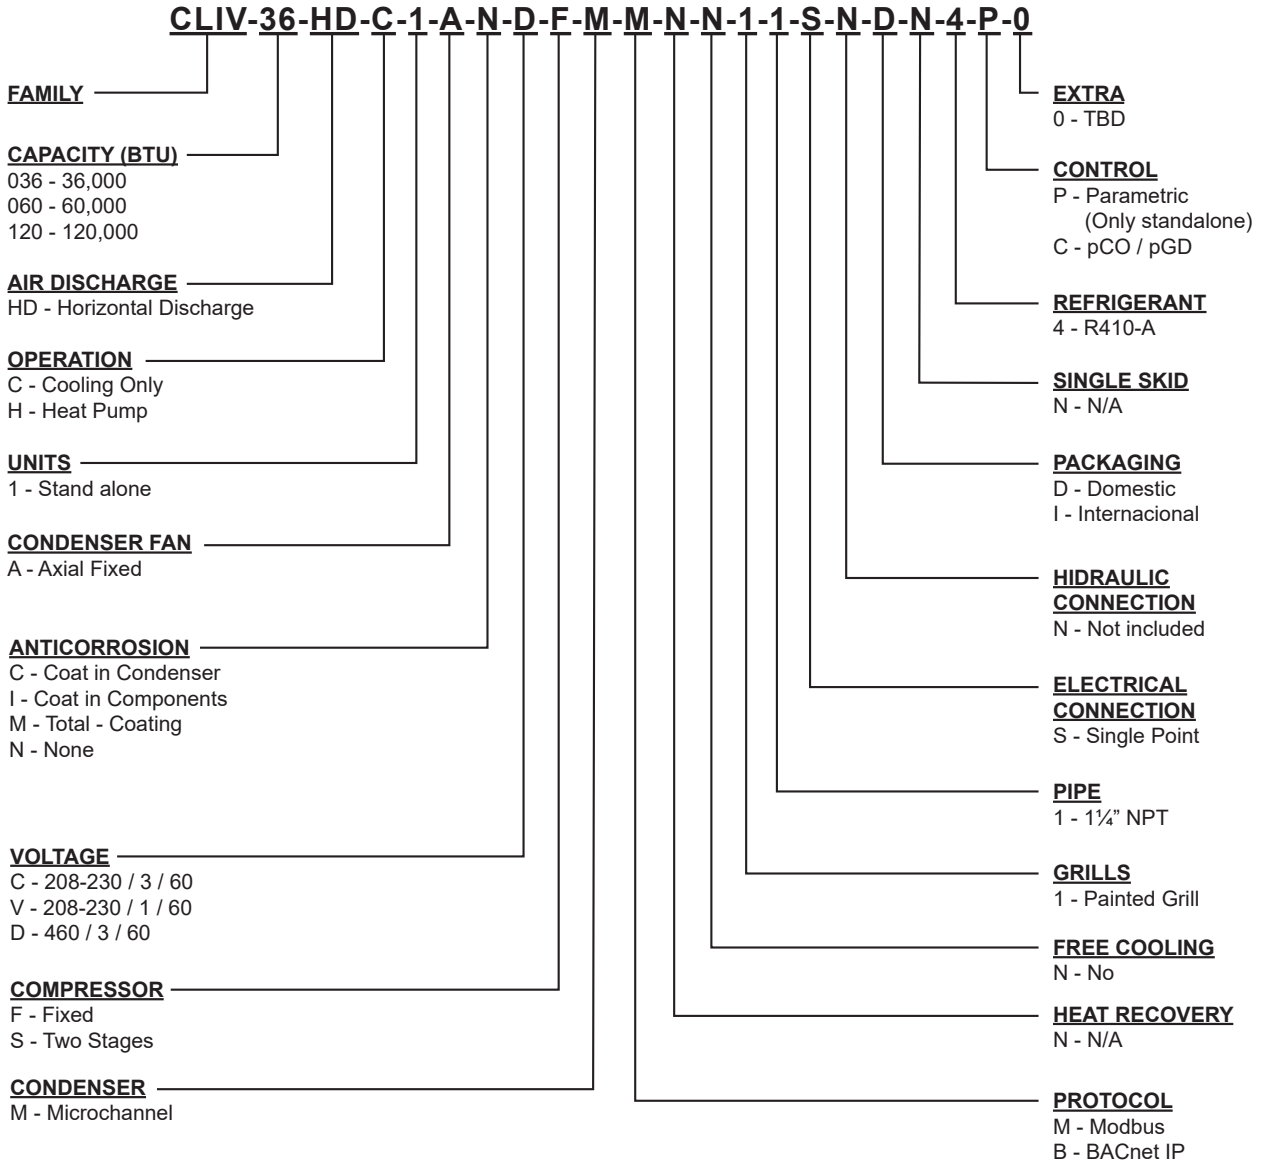 CLIV-36-HD-C-1-A-N-D-F-M-M-N-N-1-1-S-N-D-N-4-P-0
FAMILY
CAPACITY (BTU)
036 - 36,000
060 - 60,000
120 - 120,000
AIR DISCHARGE
HD - Horizontal Discharge
OPERATION
C - Cooling Only
H - Heat Pump
UNITS
1 - Stand alone
CONDENSER FAN
A - Axial Fixed
ANTICORROSION
C - Coat in Condenser
I - Coat in Components
M - Total - Coating
N - None
VOLTAGE
C - 208-230 / 3 / 60
V - 208-230 / 1 / 60
D - 460 / 3 / 60
COMPRESSOR
F - Fixed
S - Two Stages
CONDENSER
M - Microchannel
EXTRA
0 - TBD
CONTROL
P - Parametric
(Only standalone)
C - pCO / pGD
REFRIGERANT
4 - R410-A
SINGLE SKID
N - N/A
PACKAGING
D - Domestic
I - Internacional
HIDRAULIC
CONNECTION
N - Not included
ELECTRICAL
CONNECTION
S - Single Point
PIPE
1 - 1¼” NPT
GRILLS
1 - Painted Grill
FREE COOLING
N - No
HEAT RECOVERY
N - N/A
PROTOCOL
M - Modbus
B - BACnet IP